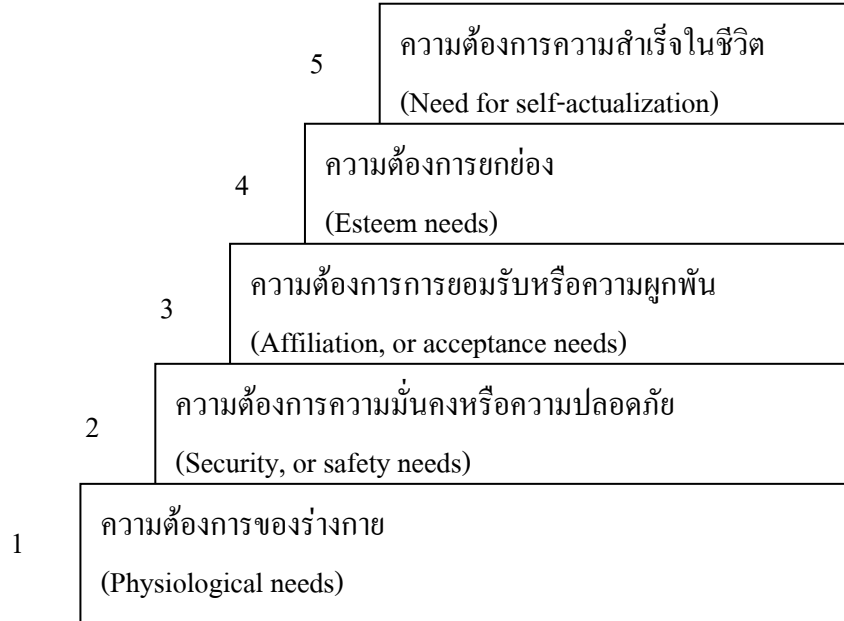 5
ความต้องการความสำเร็จในชีวิต
(Need for self-actualization)
4
ความต้องการยกย่อง
(Esteem needs)
3
ความต้องการการยอมรับหรือความผูกพัน
(Affiliation, or acceptance needs)
2
ความต้องการความมั่นคงหรือความปลอดภัย
(Security, or safety needs)
1
ความต้องการของร่างกาย
(Physiological needs)